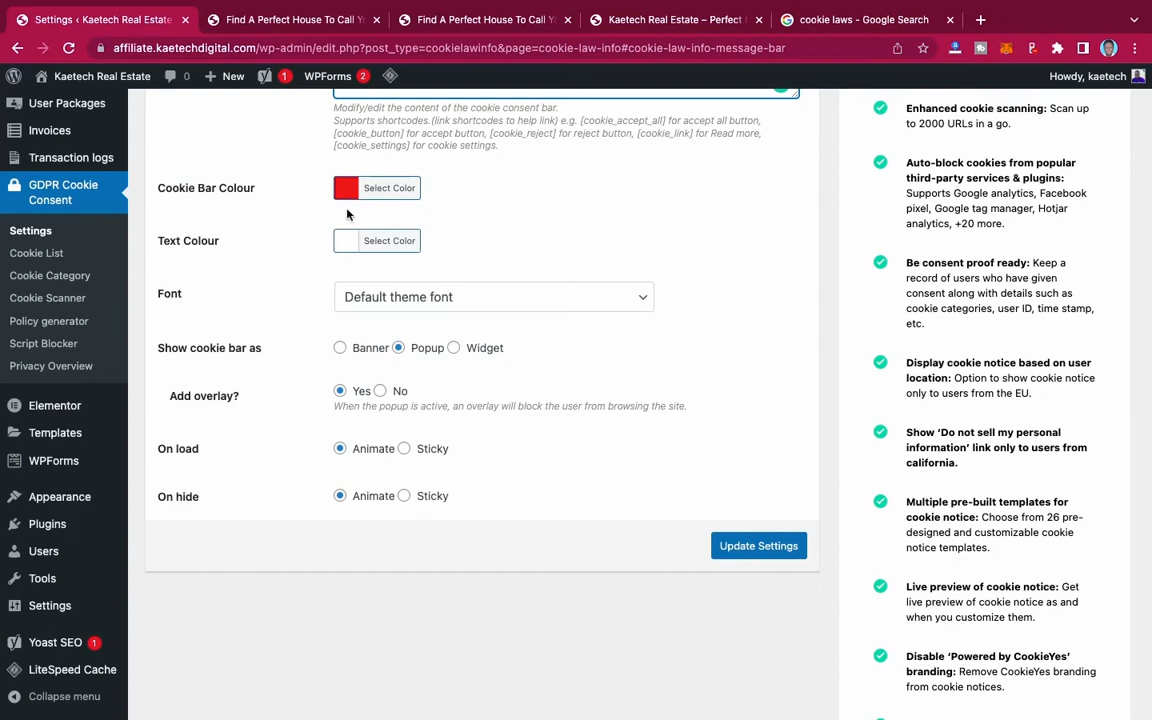 Settings ‹ Kaetech Real Estate
Find A Perfect House To Call Yo
Find A Perfect House To Call Yo
Kaetech Real Estate – Perfect
cookie laws - Google Search
affiliate.kaetechdigital.com/wp-admin/edit.php?post_type=cookielawinfo&page=cookie-law-info#cookie-law-info-message-bar
Kaetech Real Estate
0
New
1
WPForms
2
Howdy, kaetech
User Packages
Invoices
Transaction logs
GDPR Cookie
Consent
Settings
Cookie List
Cookie Category
Cookie Scanner
Policy generator
Script Blocker
Privacy Overview
Elementor
Templates
WPForms
Appearance
Plugins
Users
Tools
Settings
Yoast SEO 1
LiteSpeed Cache
Collapse menu
Modify/edit the content of the cookie consent bar.
Supports shortcodes.(link shortcodes to help link) e.g. [cookie_accept_all] for accept all button,
[cookie_button] for accept button, [cookie_reject] for reject button, [cookie_link] for Read more,
[cookie_settings] for cookie settings.
Cookie Bar Colour
Select Color
Text Colour
Select Color
Font
Default theme font
Show cookie bar as
Banner
Popup
Widget
Add overlay?
Yes
No
When the popup is active, an overlay will block the user from browsing the site.
On load
Animate
Sticky
On hide
Animate
Sticky
Update Settings
Enhanced cookie scanning: Scan up
to 2000 URLs in a go.
Auto-block cookies from popular
third-party services & plugins:
Supports Google analytics, Facebook
pixel, Google tag manager, Hotjar
analytics, +20 more.
Be consent proof ready: Keep a
record of users who have given
consent along with details such as
cookie categories, user ID, time stamp,
etc.
Display cookie notice based on user
location: Option to show cookie notice
only to users from the EU.
Show ‘Do not sell my personal
information’ link only to users from
california.
Multiple pre-built templates for
cookie notice: Choose from 26 pre-
designed and customizable cookie
notice templates.
Live preview of cookie notice: Get
live preview of cookie notice as and
when you customize them.
Disable ‘Powered by CookieYes’
branding: Remove CookieYes branding
from cookie notices.